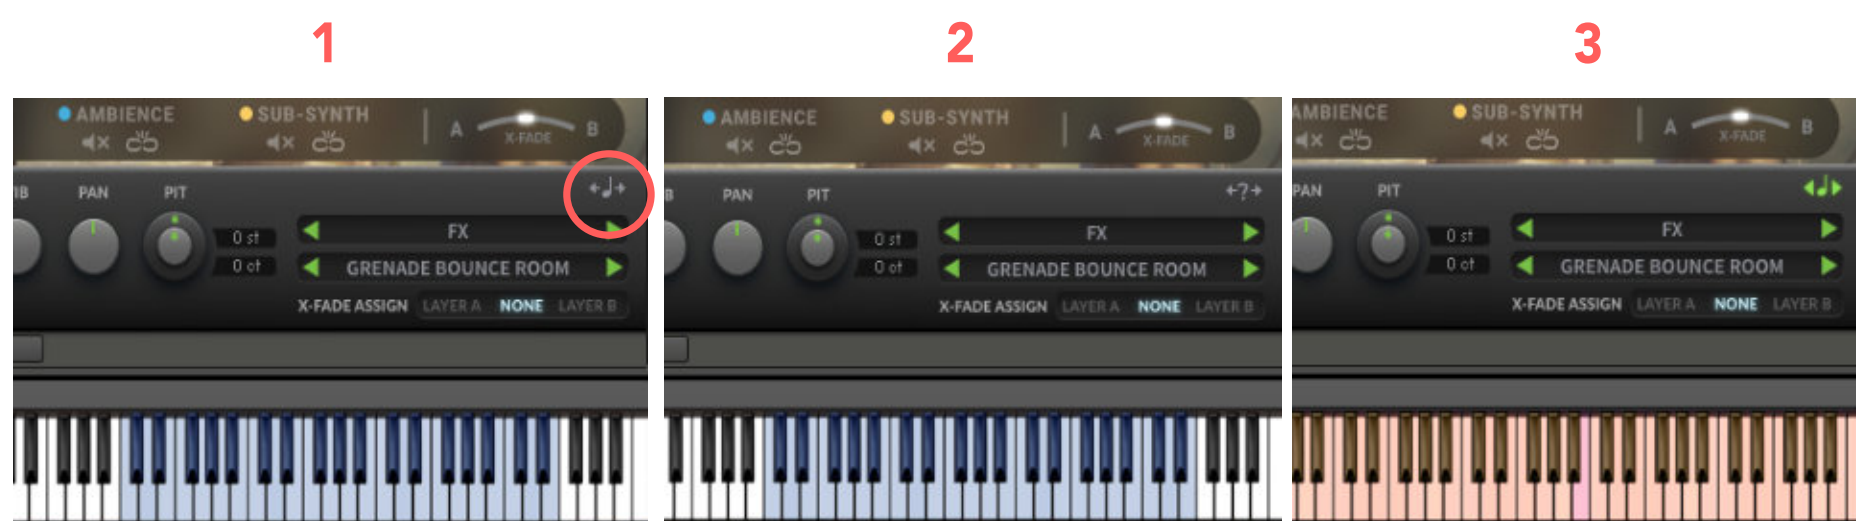 1
2
3
AMBIENCE
SUB-SYNTH
A
X-FADE
B
PAN
PIT
0 st
0 ct
FX
GRENADE BOUNCE ROOM
X-FADE ASSIGN LAYER A NONE LAYER B
AMBIENCE
SUB-SYNTH
A
X-FADE
B
B
PAN
PIT
←?→
0 st
0 ct
FX
GRENADE BOUNCE ROOM
X-FADE ASSIGN LAYER A NONE LAYER B
AMBIENCE
SUB-SYNTH
A
X-FADE
B
PAN
PIT
0 st
0 ct
FX
GRENADE BOUNCE ROOM
X-FADE ASSIGN LAYER A NONE LAYER B